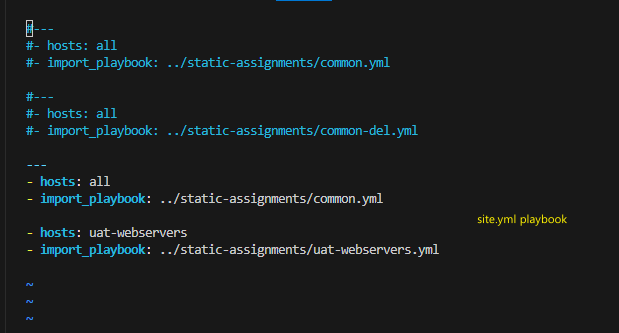 #---
#- hosts: all
#- import_playbook: ../static-assignments/common.yml
#---
#- hosts: all
#- import_playbook: ../static-assignments/common-del.yml
---
- hosts: all
- import_playbook: ../static-assignments/common.yml
site.yml playbook
- hosts: uat-webservers
- import_playbook: ../static-assignments/uat-webservers.yml
~
~
~